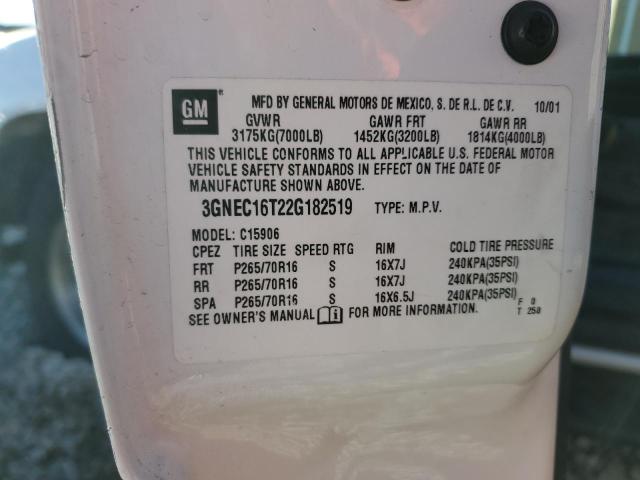 GM
MFD BY GENERAL MOTORS DE MEXICO, S. DE R.L. DE C.V. 10/01
GVWR GAWR FRT GAWR RR
3175KG(7000LB) 1452KG(3200LB) 1814KG(4000LB)
THIS VEHICLE CONFORMS TO ALL APPLICABLE U.S. FEDERAL MOTOR
VEHICLE SAFETY STANDARDS IN EFFECT ON THE DATE OF
MANUFACTURE SHOWN ABOVE.
3GNEC16T22G182519 TYPE: M.P.V.
MODEL: C15906
CPEZ TIRE SIZE SPEED RTG RIM COLD TIRE PRESSURE
FRT P265/70R16 S 16X7J 240KPA(35PSI)
RR P265/70R16 S 16X7J 240KPA(35PSI)
SPA P265/70R16 S 16X6.5J 240KPA(35PSI)
SEE OWNER'S MANUAL FOR MORE INFORMATION. F 0
T 250